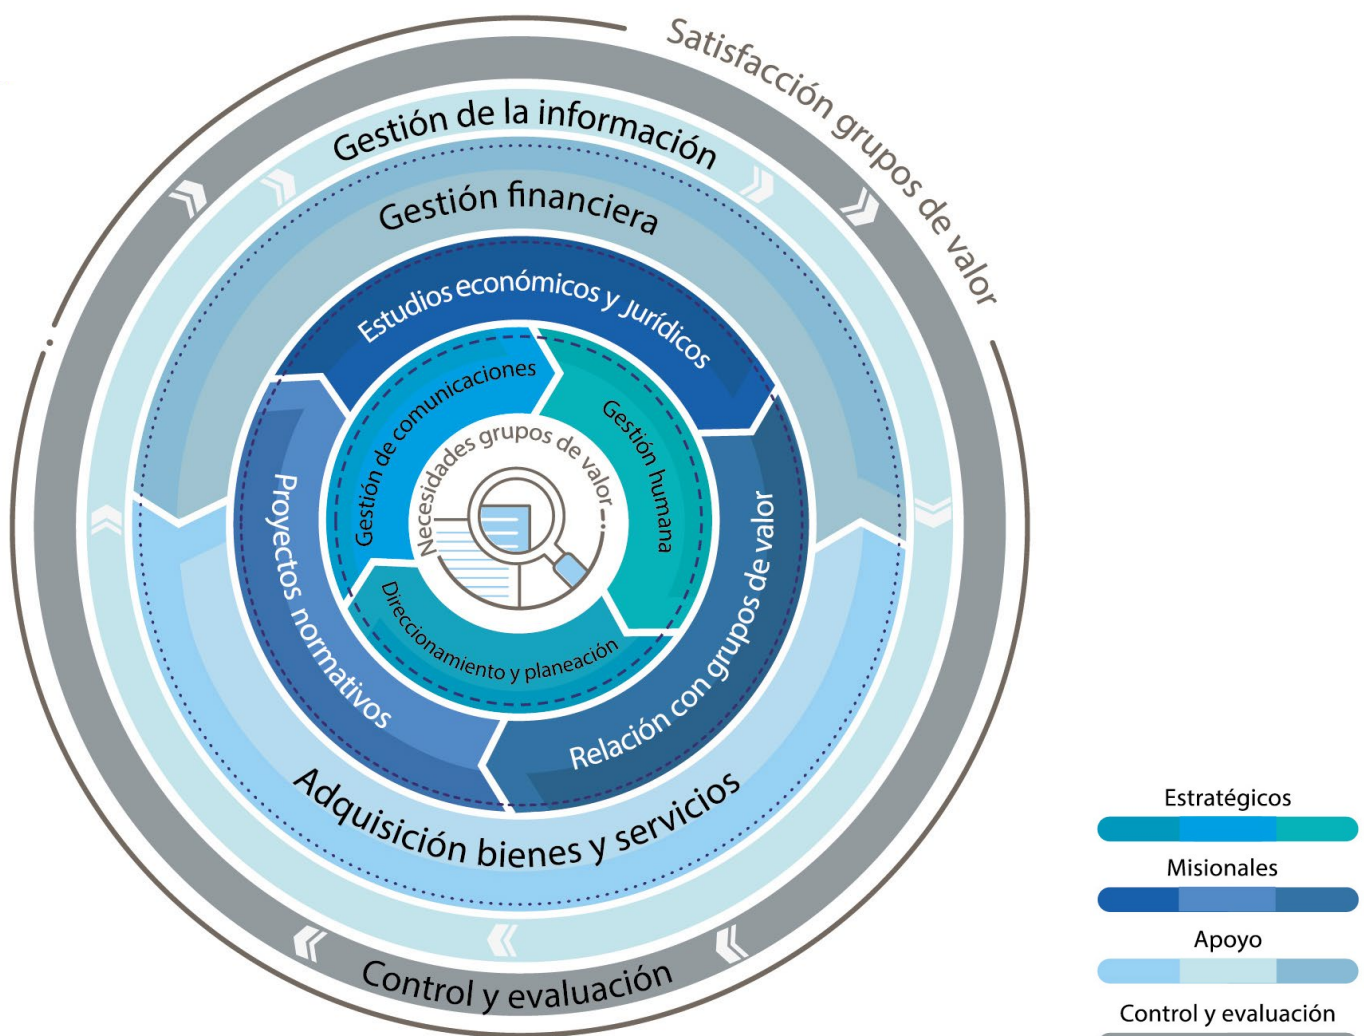 Satisfacción grupos de valor
Gestión de la información
Gestión financiera
Estudios económicos y Jurídicos
Gestión de comunicaciones
Gestión humana
Necesidades grupos de valor
Direccionamiento y planeación
Proyectos normativos
Relación con grupos de valor
Adquisición bienes y servicios
Control y evaluación
Estratégicos
Misionales
Apoyo
Control y evaluación